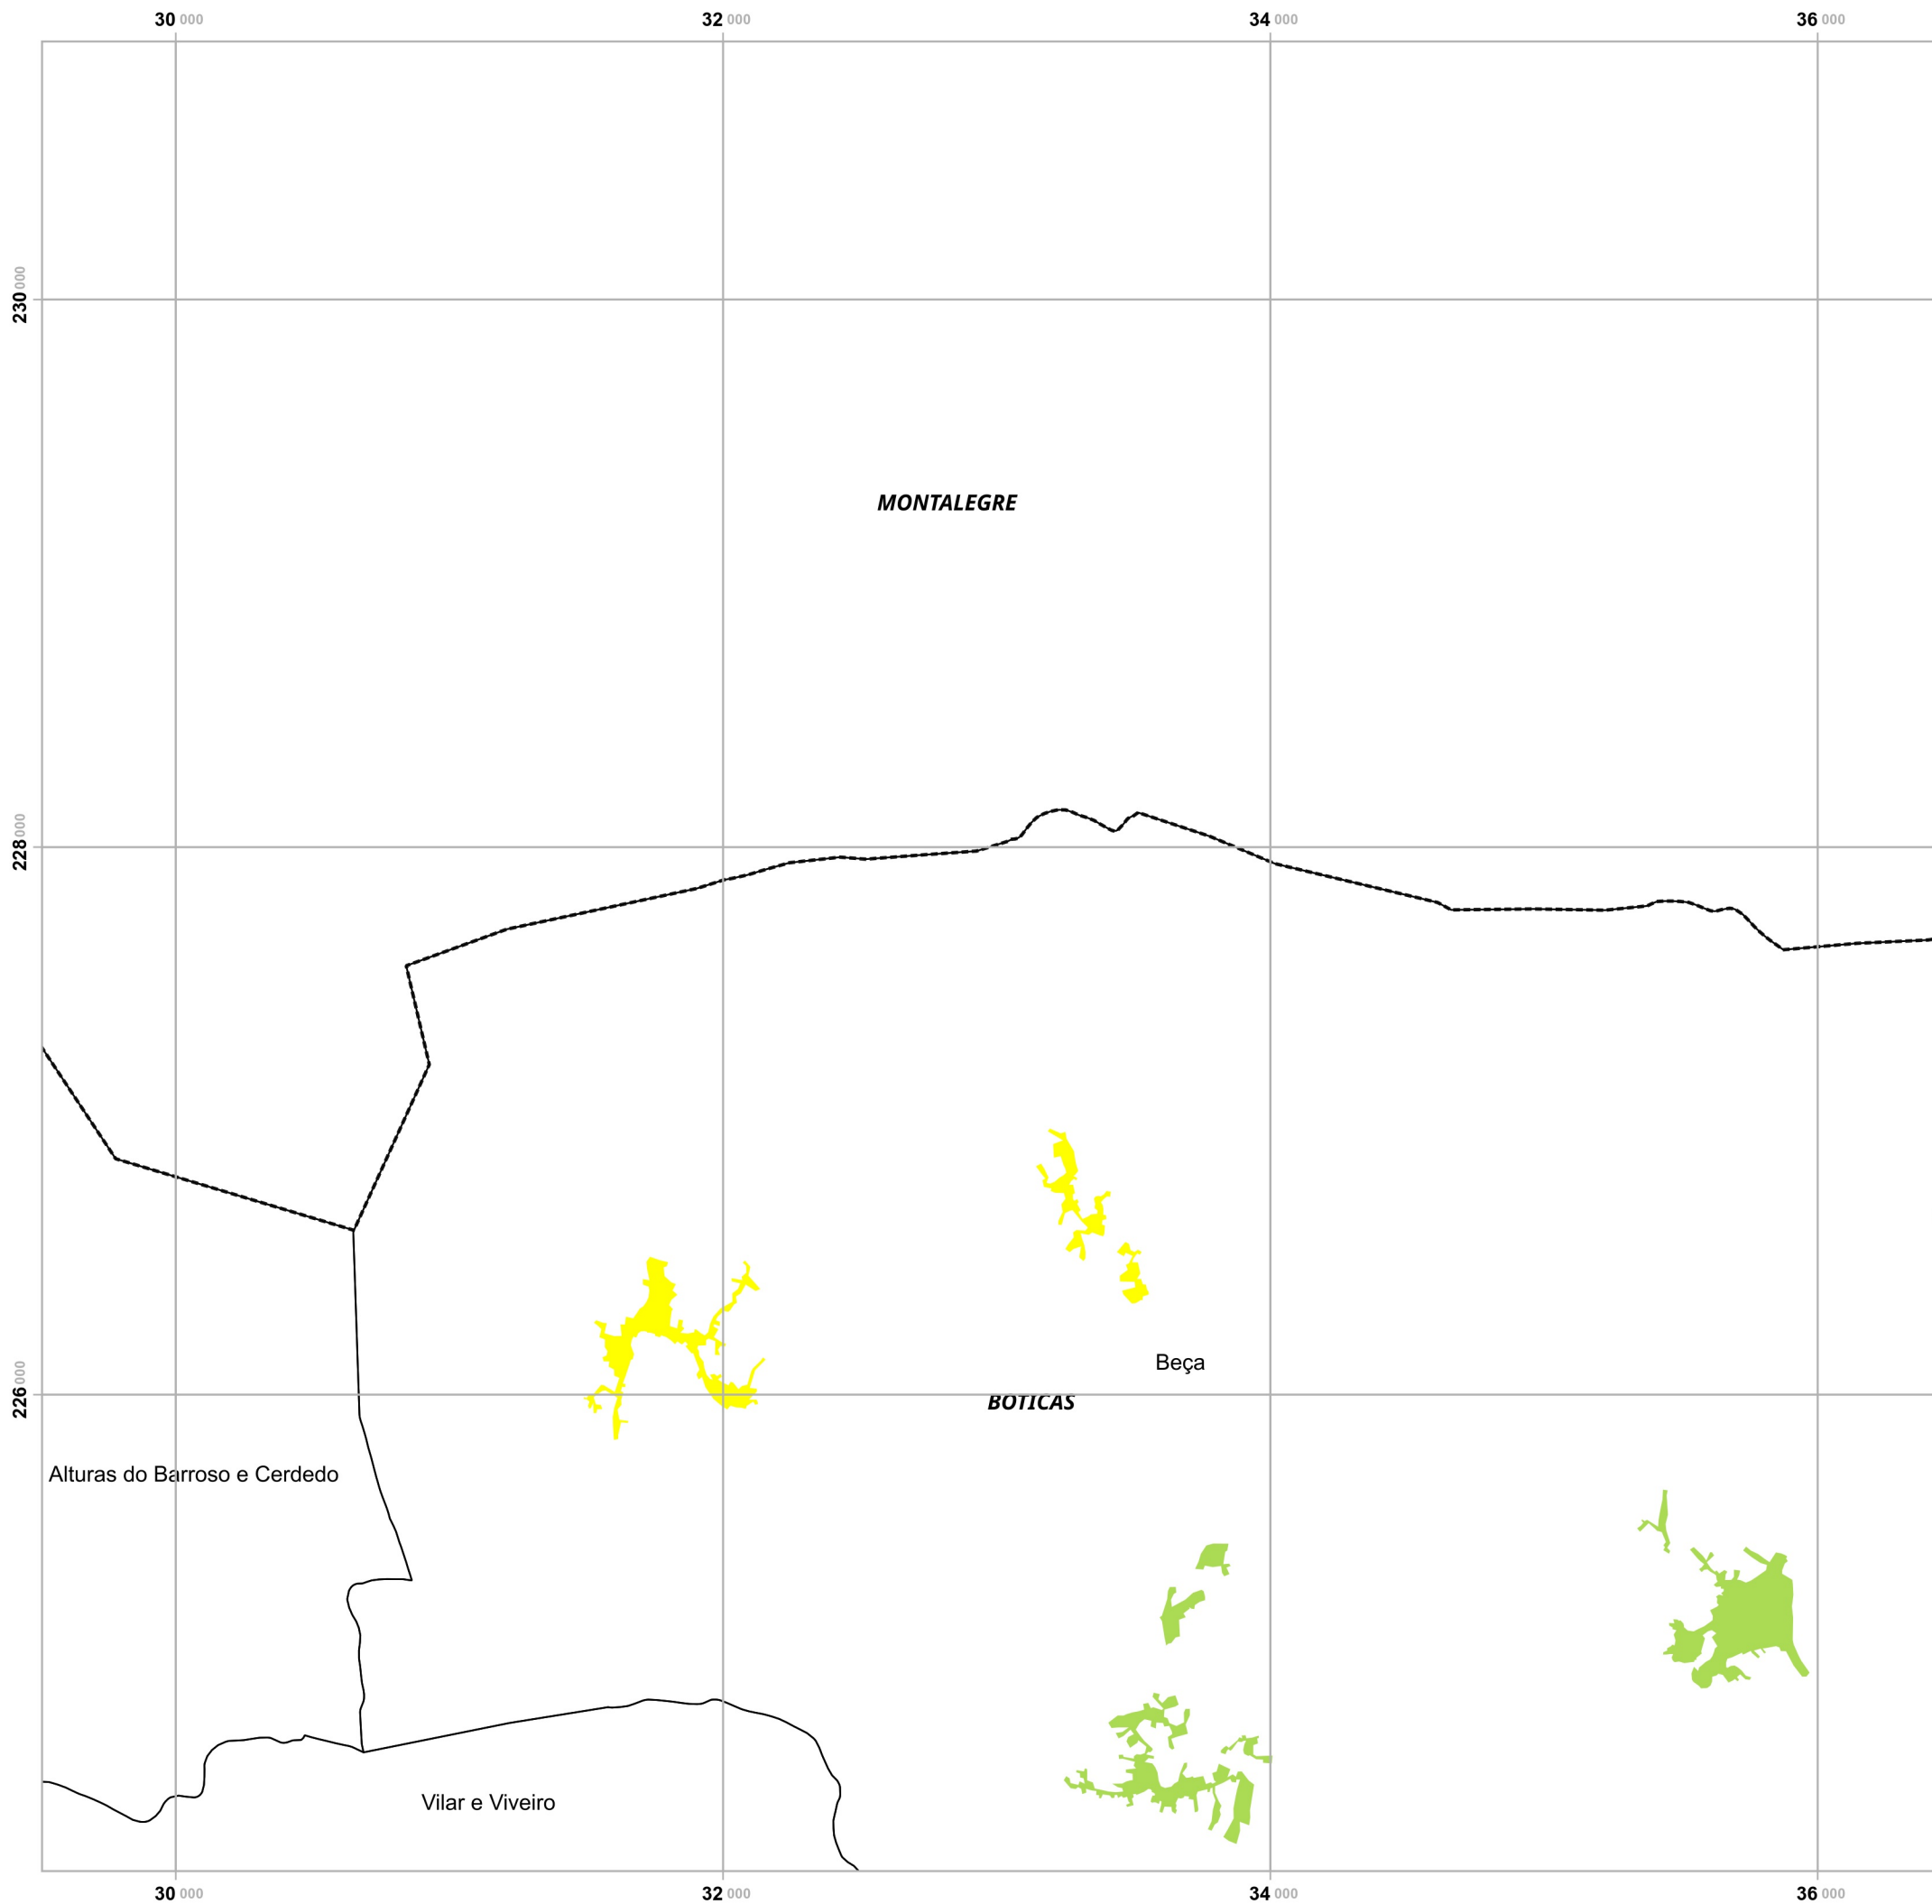 30 000 32 000 34 000 36 000
230 000
MONTALEGRE
228 000
Beça
226 000
BOTICAS
Alturas do Barroso e Cerdedo
Vilar e Viveiro
30 000 32 000 34 000 36 000